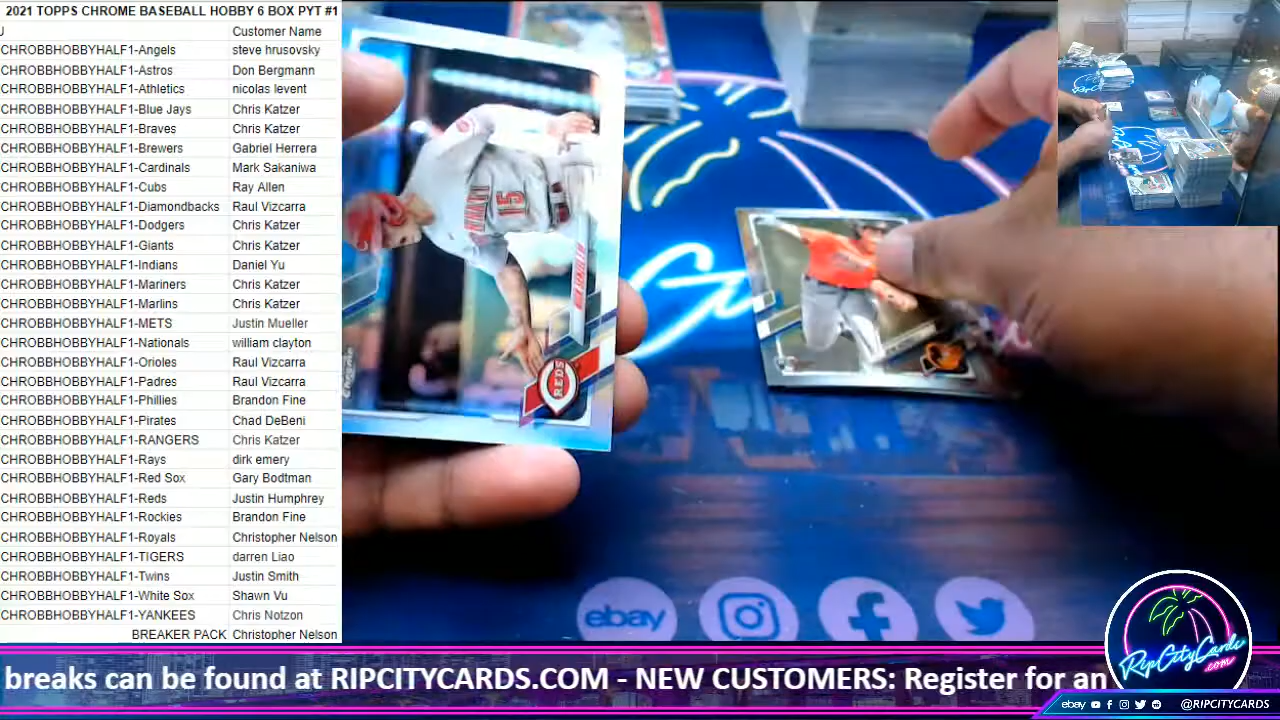 2021 TOPPS CHROME BASEBALL HOBBY 6 BOX PYT #1
Customer Name
CHROBBHOBBYHALF1-Angels steve hrusovsky
CHROBBHOBBYHALF1-Astros Don Bergmann
CHROBBHOBBYHALF1-Athletics nicolas levent
CHROBBHOBBYHALF1-Blue Jays Chris Katzer
CHROBBHOBBYHALF1-Braves Chris Katzer
CHROBBHOBBYHALF1-Brewers Gabriel Herrera
CHROBBHOBBYHALF1-Cardinals Mark Sakaniwa
CHROBBHOBBYHALF1-Cubs Ray Allen
CHROBBHOBBYHALF1-Diamondbacks Raul Vizcarra
CHROBBHOBBYHALF1-Dodgers Chris Katzer
CHROBBHOBBYHALF1-Giants Chris Katzer
CHROBBHOBBYHALF1-Indians Daniel Yu
CHROBBHOBBYHALF1-Mariners Chris Katzer
CHROBBHOBBYHALF1-Marlins Chris Katzer
CHROBBHOBBYHALF1-METS Justin Mueller
CHROBBHOBBYHALF1-Nationals william clayton
CHROBBHOBBYHALF1-Orioles Raul Vizcarra
CHROBBHOBBYHALF1-Padres Raul Vizcarra
CHROBBHOBBYHALF1-Phillies Brandon Fine
CHROBBHOBBYHALF1-Pirates Chad DeBeni
CHROBBHOBBYHALF1-RANGERS Chris Katzer
CHROBBHOBBYHALF1-Rays dirk emery
CHROBBHOBBYHALF1-Red Sox Gary Bodtman
CHROBBHOBBYHALF1-Reds Justin Humphrey
CHROBBHOBBYHALF1-Rockies Brandon Fine
CHROBBHOBBYHALF1-Royals Christopher Nelson
CHROBBHOBBYHALF1-TIGERS darren Liao
CHROBBHOBBYHALF1-Twins Justin Smith
CHROBBHOBBYHALF1-White Sox Shawn Vu
CHROBBHOBBYHALF1-YANKEES Chris Notzon
BREAKER PACK Christopher Nelson
15
REDS
Chrome
ebay
breaks can be found at RIPCITYCARDS.COM - NEW CUSTOMERS: Register for an
RipCityCards
.com
ebay @RIPCITYCARDS